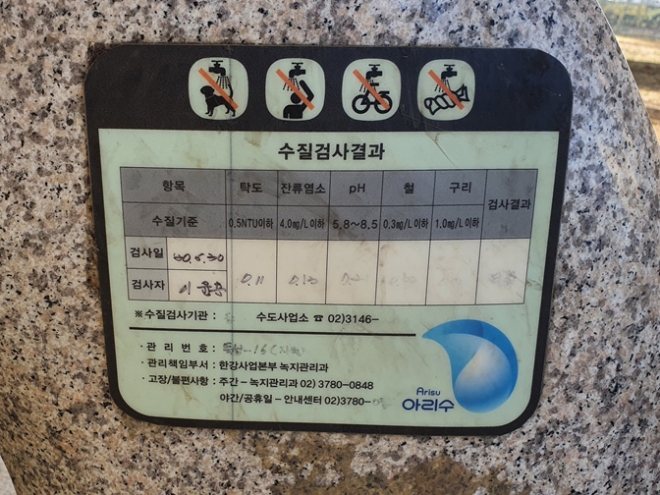 수질검사결과
항목 탁도 잔류염소 pH 철 구리 검사결과
수질기준 0.5NTU이하 4.0mg/L이하 5.8~8.5 0.3mg/L이하 1.0mg/L이하
검사일
검사자 0.11
※수질검사기관 : 수도사업소 ☎ 02)3146-
· 관 리 번 호 :
· 관리책임부서 : 한강사업본부 녹지관리과
· 고장/불편사항 : 주간 - 녹지관리과 02) 3780-0848
야간/공휴일 - 안내센터 02)3780-
Arisu
아리수